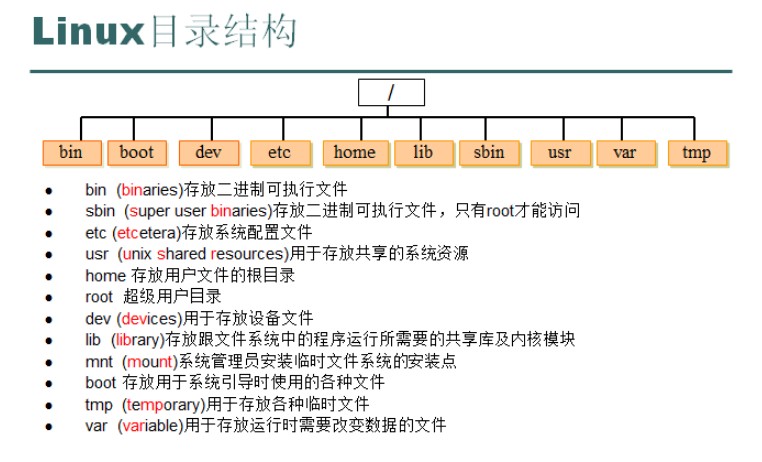 Linux目录结构
/
bin boot dev etc home lib sbin usr var tmp
● bin (binaries)存放二进制可执行文件
● sbin (super user binaries)存放二进制可执行文件，只有root才能访问
● etc (etcetera)存放系统配置文件
● usr (unix shared resources)用于存放共享的系统资源
● home 存放用户文件的根目录
● root 超级用户目录
● dev (devices)用于存放设备文件
● lib (library)存放跟文件系统中的程序运行所需要的共享库及内核模块
● mnt (mount)系统管理员安装临时文件系统的安装点
● boot 存放用于系统引导时使用的各种文件
● tmp (temporary)用于存放各种临时文件
● var (variable)用于存放运行时需要改变数据的文件